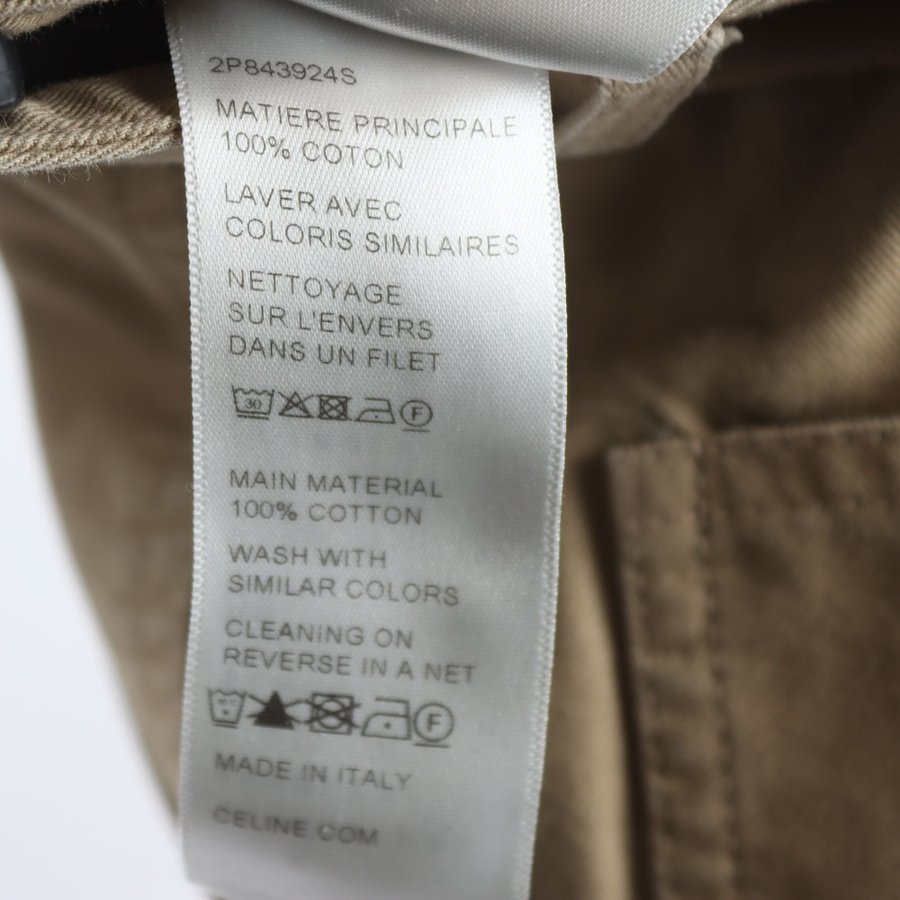 2P843924S
MATIERE PRINCIPALE
100% COTON
LAVER AVEC
COLORIS SIMILAIRES
NETTOYAGE
SUR L'ENVERS
DANS UN FILET
30 F
MAIN MATERIAL
100% COTTON
WASH WITH
SIMILAR COLORS
CLEANING ON
REVERSE IN A NET
F
MADE IN ITALY
CELINE COM